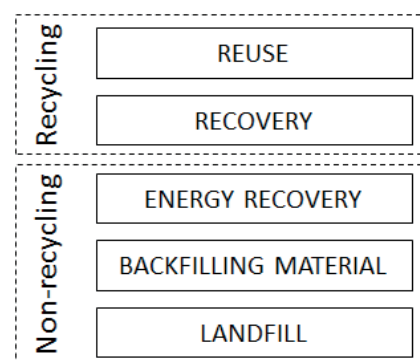 Recycling
REUSE
RECOVERY
Non-recycling
ENERGY RECOVERY
BACKFILLING MATERIAL
LANDFILL